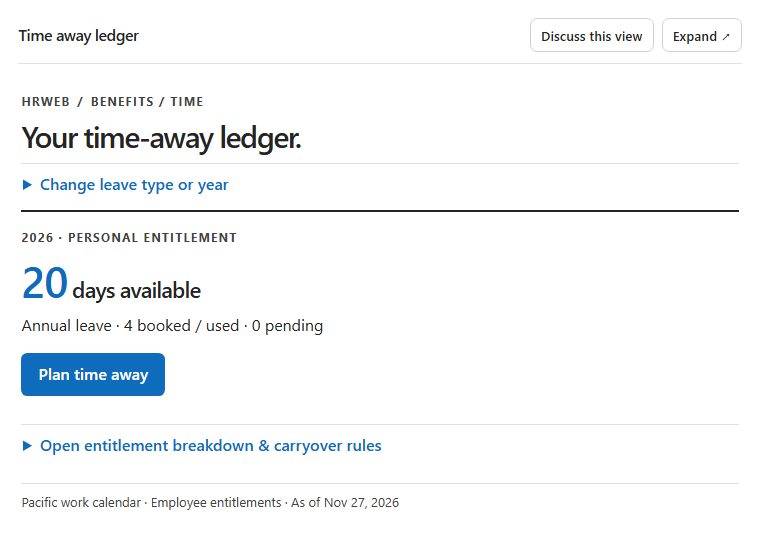 Time away ledger
Discuss this view
Expand ↗
HRWEB / BENEFITS / TIME
Your time-away ledger.
▶ Change leave type or year
2026 · PERSONAL ENTITLEMENT
20 days available
Annual leave · 4 booked / used · 0 pending
Plan time away
▶ Open entitlement breakdown & carryover rules
Pacific work calendar · Employee entitlements · As of Nov 27, 2026